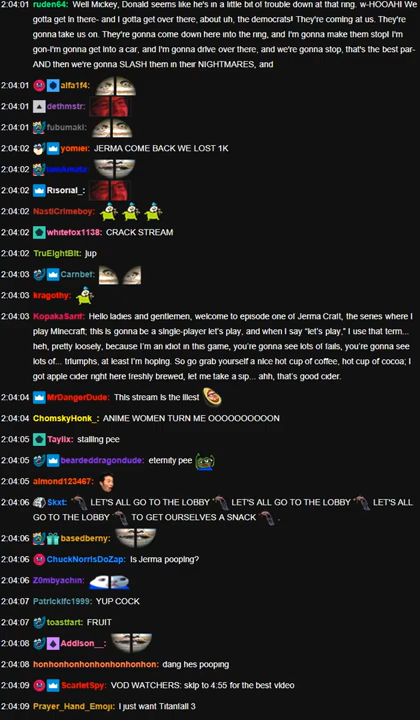 2:04:01 ruden64: Well Mickey, Donald seems like he's in a little bit of trouble down at that ring. w-HOOAH! We
gotta get in there- and I gotta get over there, about uh, the democrats! They're coming at us. They're
gonna take us on. They're gonna come down here into the ring, and I'm gonna make them stop! I'm
gon-I'm gonna get into a car, and I'm gonna drive over there, and we're gonna stop, that's the best par-
AND then we're gonna SLASH them in their NIGHTMARES, and
2:04:01 alfa1f4:
2:04:01 dethmstr:
2:04:01 fubumaki:
2:04:02 yomiei: JERMA COME BACK WE LOST 1K
2:04:02
2:04:02 Risorial_:
2:04:02 NastiCrimeboy:
2:04:02 whitefox1138: CRACK STREAM
2:04:02 TruEightBit: jup
2:04:03 Carnbef:
2:04:03 kragothy:
2:04:03 KopakaSarif: Hello ladies and gentlemen, welcome to episode one of Jerma Craft, the series where I
play Minecraft; this is gonna be a single-player let's play, and when I say "let's play," I use that term...
heh, pretty loosely, because I'm an idiot in this game, you're gonna see lots of fails, you're gonna see
lots of... triumphs, at least I'm hoping. So go grab yourself a nice hot cup of coffee, hot cup of cocoa; I
got apple cider right here freshly brewed, let me take a sip... ahh, that's good cider.
2:04:04 MrDangerDude: This stream is the illest
2:04:04 ChomskyHonk_: ANIME WOMEN TURN ME OOOOOOOOOON
2:04:05 Taylix: stalling pee
2:04:05 beardeddragondude: eternity pee
2:04:05 almond123467:
2:04:06 Skxt: LET'S ALL GO TO THE LOBBY LET'S ALL GO TO THE LOBBY LET'S ALL
GO TO THE LOBBY TO GET OURSELVES A SNACK
2:04:06 basedberny:
2:04:06 ChuckNorrisDoZap: Is Jerma pooping?
2:04:06 Z0mbyachin:
2:04:07 Patricklfc1999: YUP COCK
2:04:07 toastfart: FRUIT
2:04:08 Addison__:
2:04:08 honhonhonhonhonhonhonhon: dang hes pooping
2:04:09 ScarletSpy: VOD WATCHERS: skip to 4:55 for the best video
2:04:09 Prayer_Hand_Emoji: I just want Titanfall 3